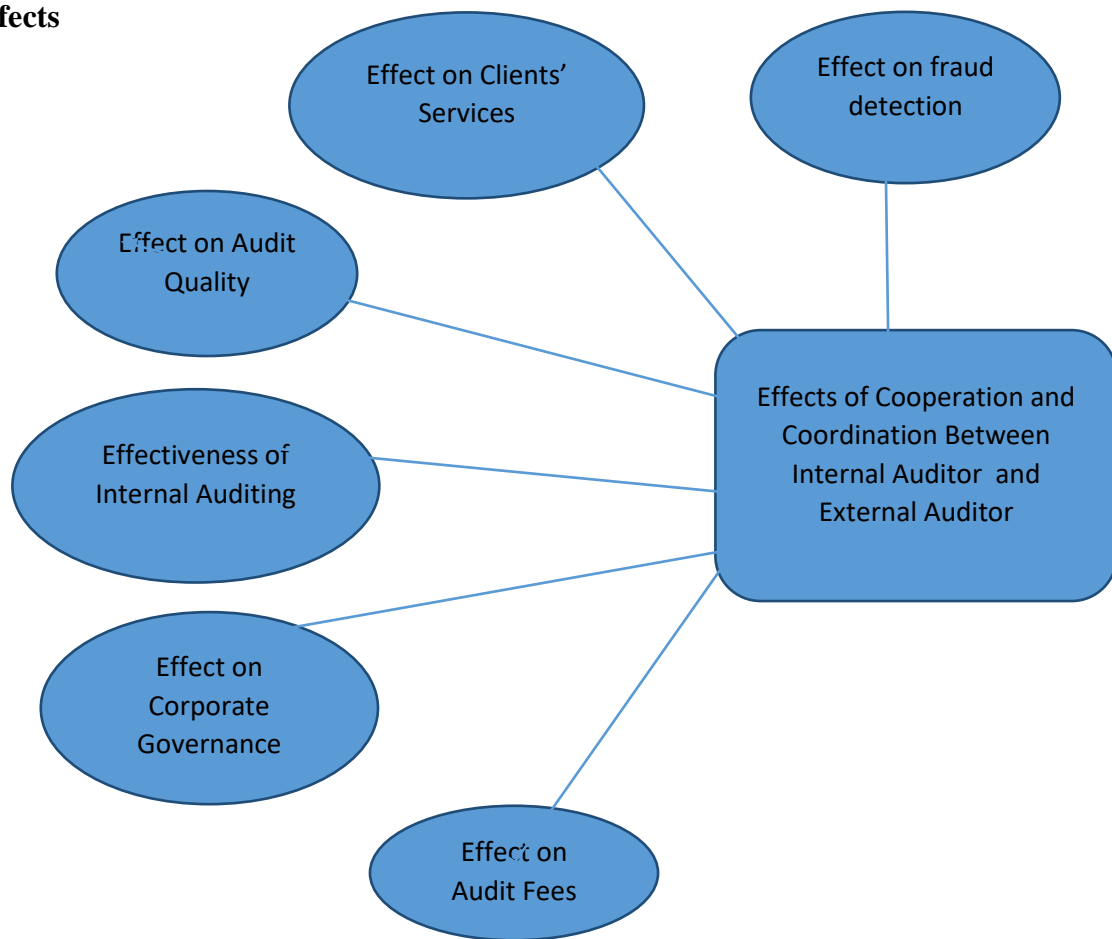 ffects
Effect on Clients’
Services
Effect on fraud
detection
Effect on Audit
Quality
Effects of Cooperation and
Coordination Between
Internal Auditor and
External Auditor
Effectiveness of
Internal Auditing
Effect on
Corporate
Governance
Effect on
Audit Fees